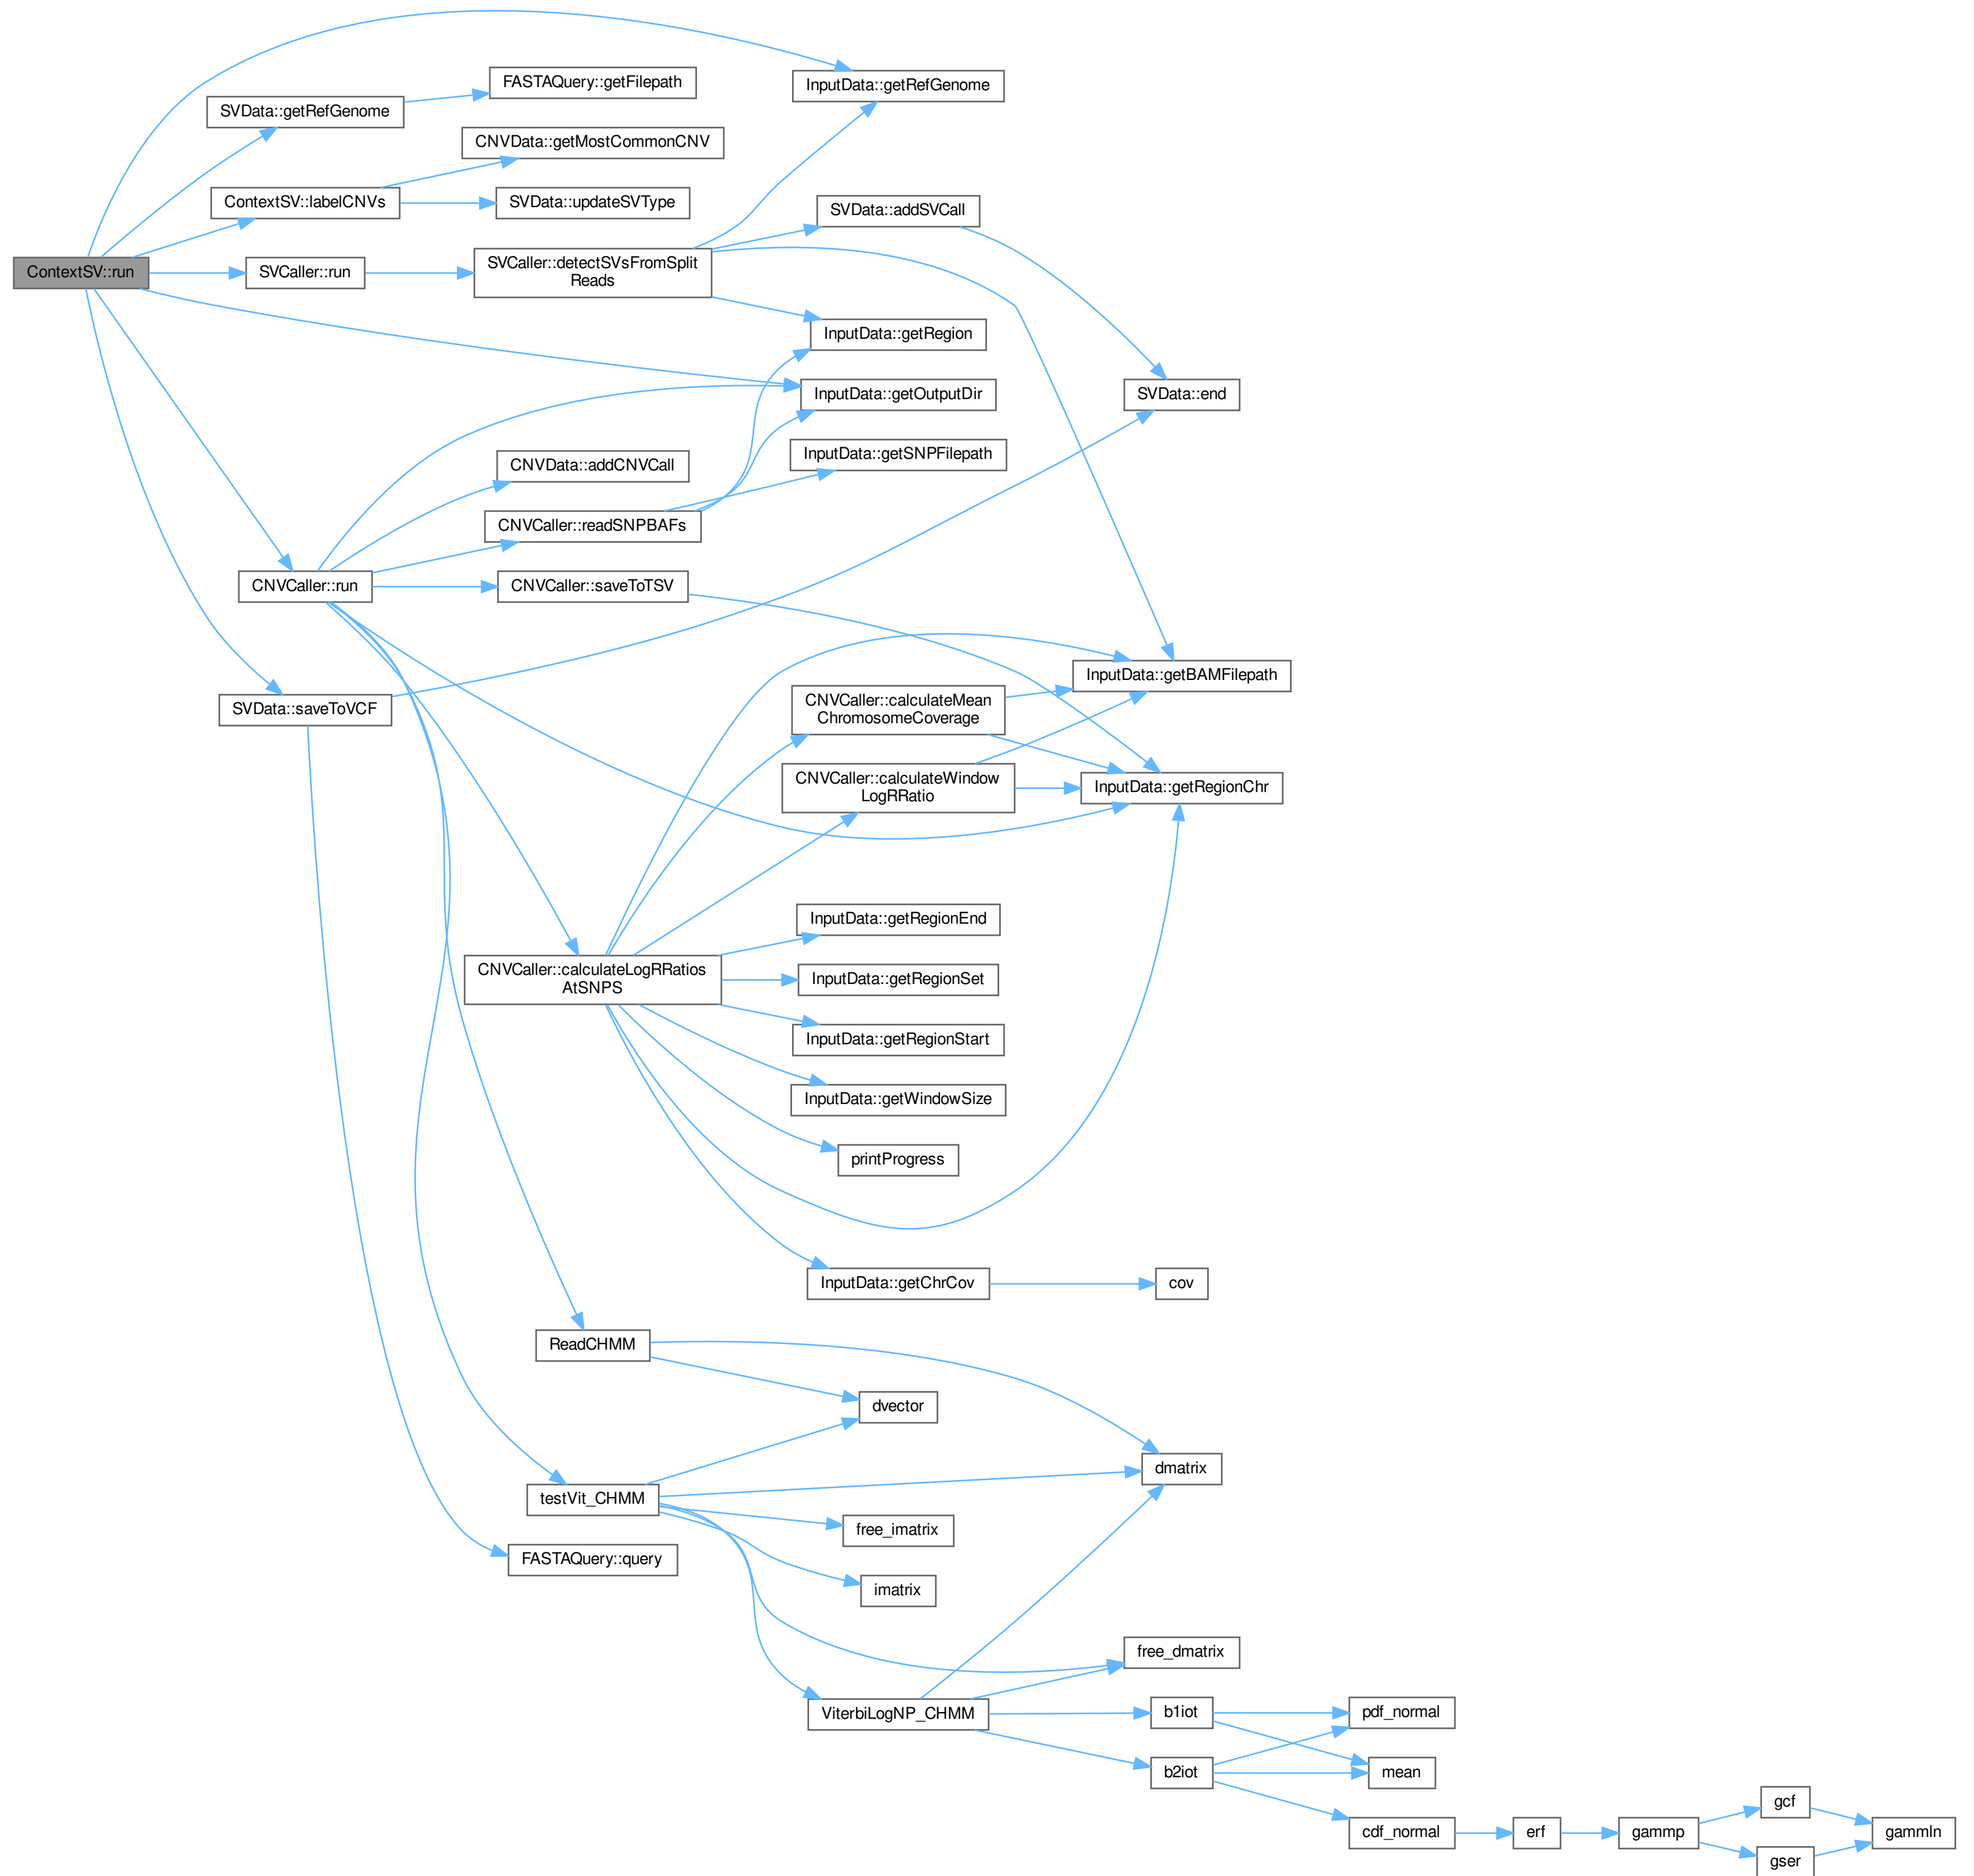 InputData::getRefGenome
FASTAQuery::getFilepath
SVData::getRefGenome
CNVData::getMostCommonCNV
ContextSV::labelCNVs
SVData::updateSVType
SVData::addSVCall
ContextSV::run
SVCaller::run
SVCaller::detectSVsFromSplit
Reads
InputData::getRegion
InputData::getOutputDir
SVData::end
InputData::getSNPFilepath
CNVData::addCNVCall
CNVCaller::readSNPBAFs
CNVCaller::run
CNVCaller::saveToTSV
InputData::getBAMFilepath
SVData::saveToVCF
CNVCaller::calculateMean
ChromosomeCoverage
CNVCaller::calculateWindow
LogRRatio
InputData::getRegionChr
InputData::getRegionEnd
CNVCaller::calculateLogRRatios
AtSNPS
InputData::getRegionSet
InputData::getRegionStart
InputData::getWindowSize
printProgress
InputData::getChrCov
cov
ReadCHMM
dvector
dmatrix
testVit_CHMM
free_imatrix
FASTAQuery::query
imatrix
free_dmatrix
ViterbiLogNP_CHMM
b1iot
pdf_normal
b2iot
mean
cdf_normal
erf
gammp
gcf
gammln
gser